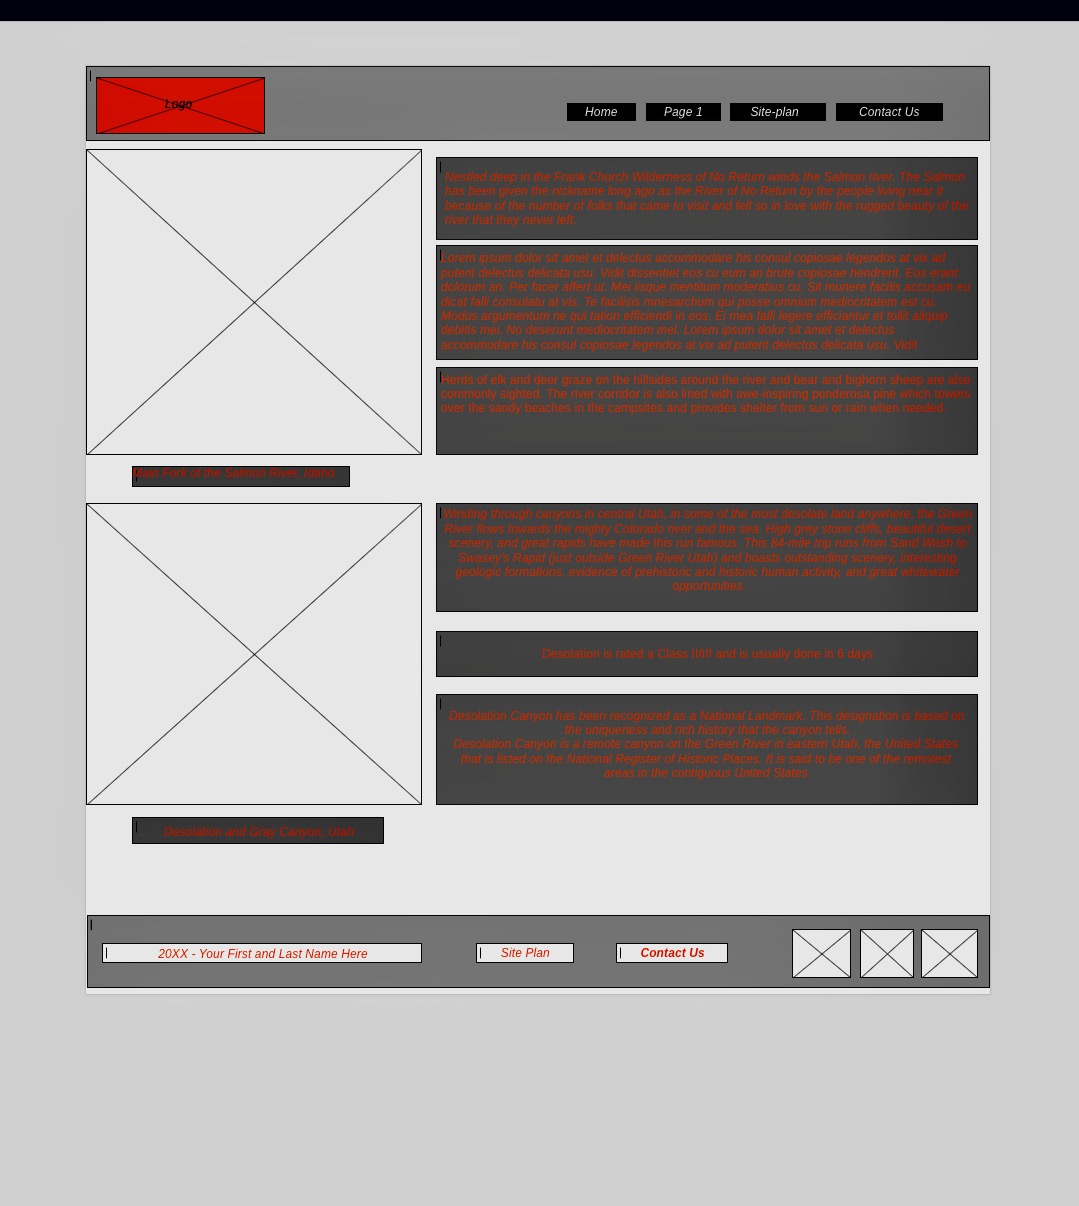 Logo
Home Page 1 Site-plan Contact Us
Nestled deep in the Frank Church Wilderness of No Return winds the Salmon river. The Salmon
has been given the nickname long ago as the River of No Return by the people living near it
because of the number of folks that came to visit and fell so in love with the rugged beauty of the
river that they never left.
Lorem ipsum dolor sit amet et delectus accommodare his consul copiosae legendos at vix ad
putent delectus delicata usu. Vidit dissentiet eos cu eum an brute copiosae hendrerit. Eos erant
dolorum an. Per facer affert ut. Mei iisque mentitum moderatius cu. Sit munere facilis accusam eu
dicat falli consulatu at vis. Te facilisis mnesarchum qui posse omnium mediocritatem est cu.
Modus argumentum ne qui tation efficiendi in eos. Ei mea falli legere efficiantur et tollit aliquip
debitis mei. No deserunt mediocritatem mel. Lorem ipsum dolor sit amet et delectus
accommodare his consul copiosae legendos at vix ad putent delectus delicata usu. Vidit
Herds of elk and deer graze on the hillsides around the river and bear and bighorn sheep are also
commonly sighted. The river corridor is also lined with awe-inspiring ponderosa pine which towers
over the sandy beaches in the campsites and provides shelter from sun or rain when needed.
Main Fork of the Salmon River, Idaho
Winding through canyons in central Utah, in some of the most desolate land anywhere, the Green
River flows towards the mighty Colorado river and the sea. High grey stone cliffs, beautiful desert
scenery, and great rapids have made this run famous. This 84-mile trip runs from Sand Wash to
Swasey's Rapid (just outside Green River Utah) and boasts outstanding scenery, interesting
geologic formations, evidence of prehistoric and historic human activity, and great whitewater
opportunities.
Desolation is rated a Class II/III and is usually done in 6 days
Desolation Canyon has been recognized as a National Landmark. This designation is based on
the uniqueness and rich history that the canyon tells.
Desolation Canyon is a remote canyon on the Green River in eastern Utah, the United States
that is listed on the National Register of Historic Places. It is said to be one of the remotest
areas in the contiguous United States.
Desolation and Gray Canyon, Utah
20XX - Your First and Last Name Here Site Plan Contact Us